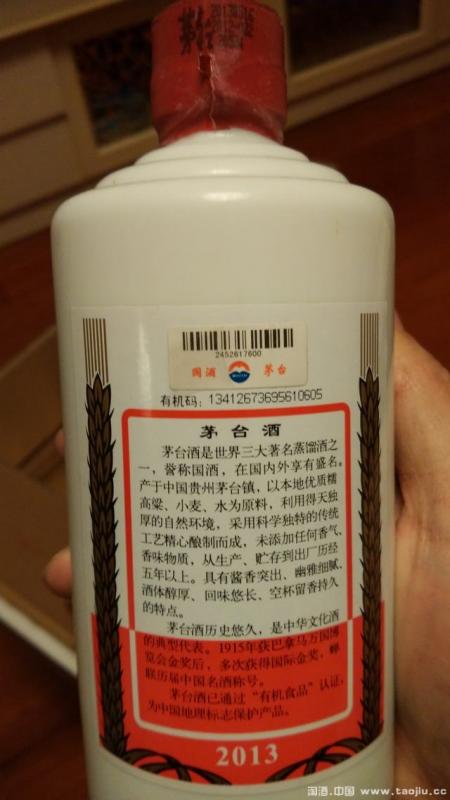 茅台
2452617600
国酒 茅台
有机码: 13412673695610605
茅台酒
茅台酒是世界三大著名蒸馏酒之
一，誉称国酒，在国内外享有盛名。
产于中国贵州茅台镇，以本地优质糯
高粱、小麦、水为原料，利用得天独
厚的自然环境，采用科学独特的传统
工艺精心酿制而成，未添加任何香气、
香味物质，从生产、贮存到出厂历经
五年以上。具有酱香突出、幽雅细腻、
酒体醇厚、回味悠长、空杯留香持久
的特点。
茅台酒历史悠久，是中华文化酒
的典型代表。1915年获巴拿马万国博
览会金奖后，多次获得国际金奖，蝉
联历届中国名酒称号。
茅台酒已通过“有机食品”认证，
为中国地理标志保护产品。
2013
国酒.中国 www.taojiu.cc